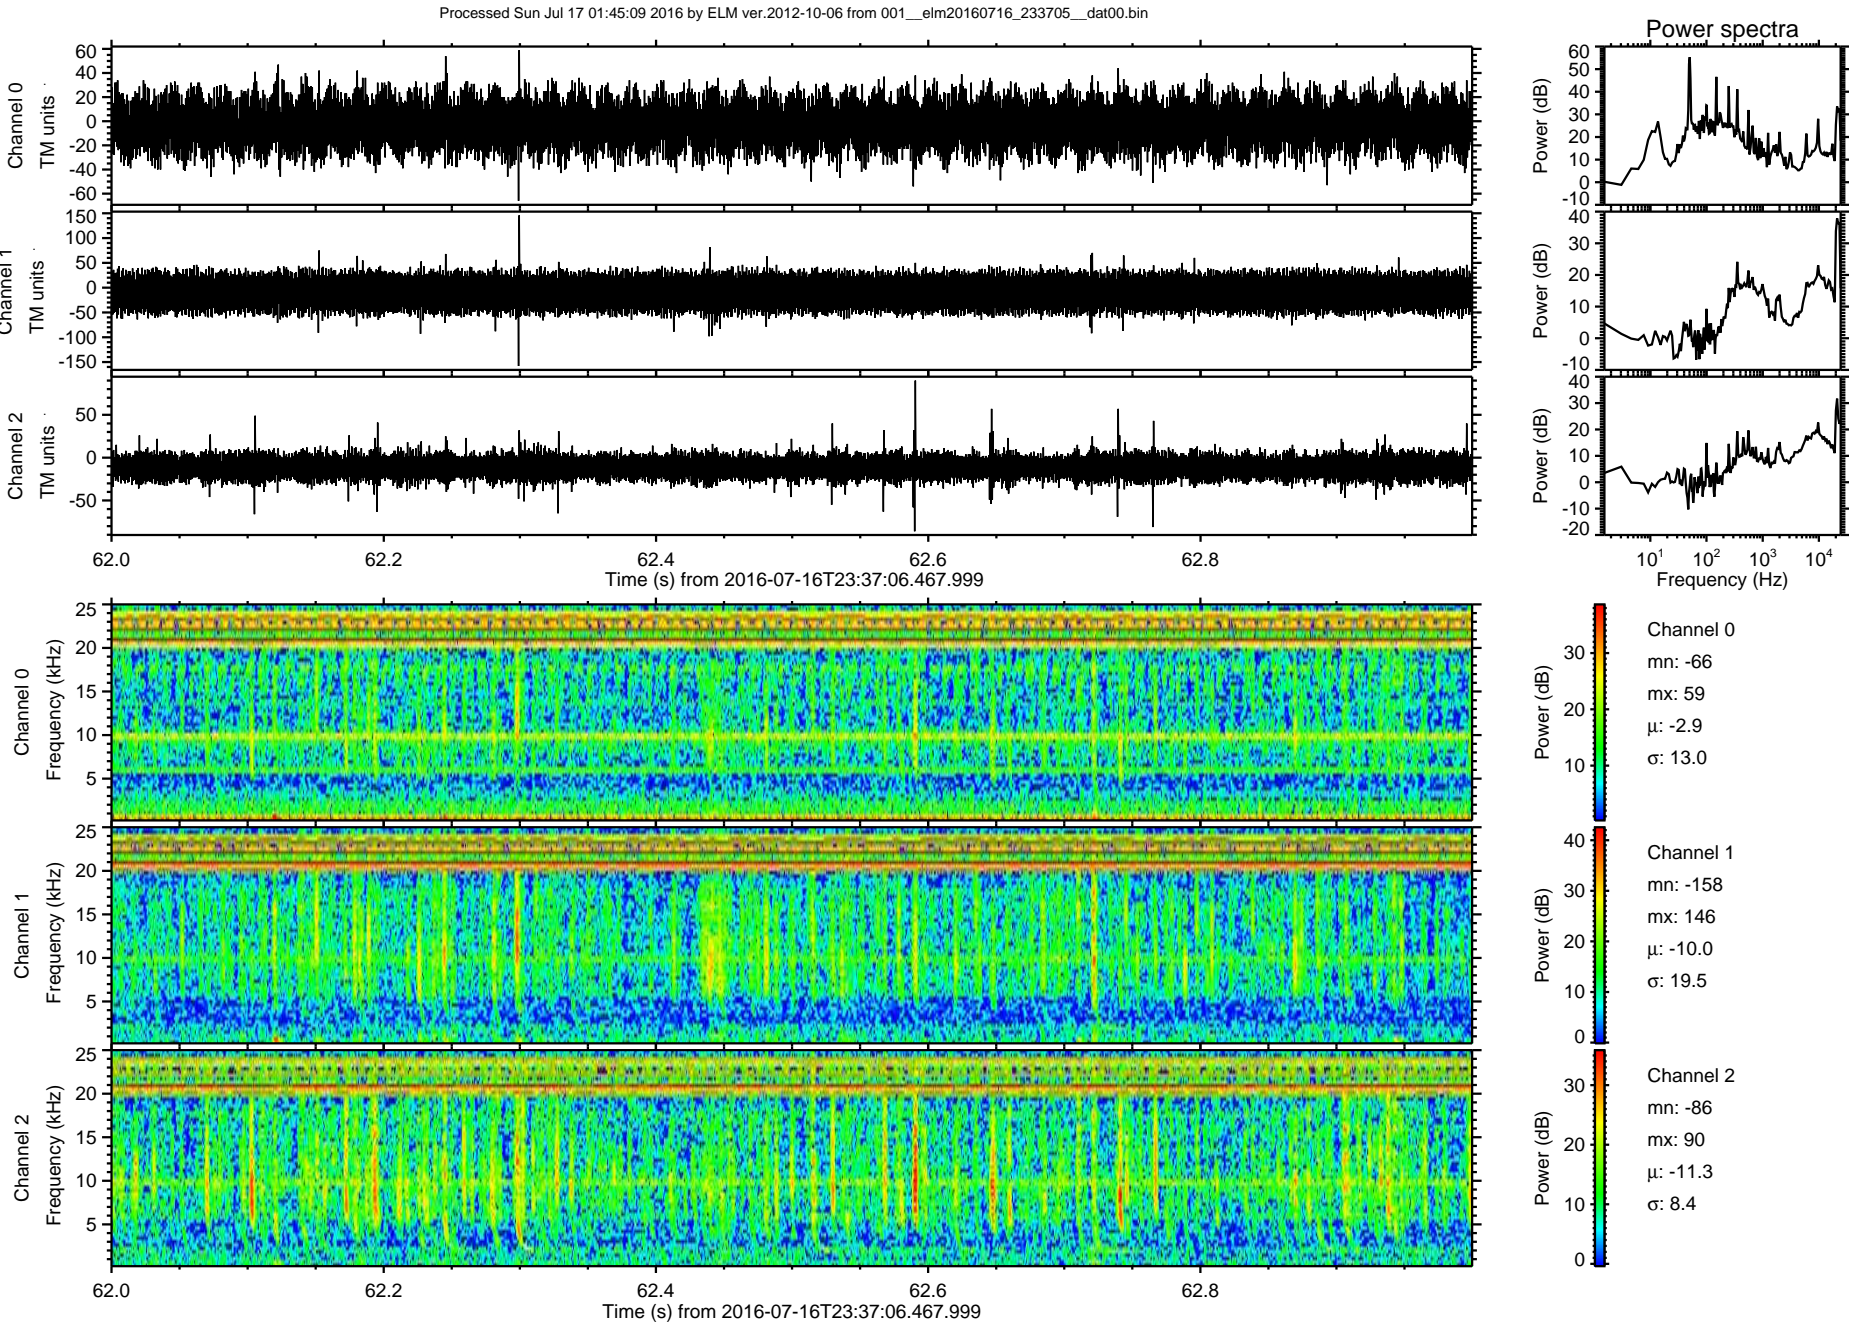 Processed Sun Jul 17 01:45:09 2016 by ELM ver.2012-10-06 from 001__elm20160716_233705__dat00.bin
Power spectra
Channel 0
TM units
60
40
20
0
-20
-40
-60
Power (dB)
60
50
40
30
20
10
0
-10
Channel 1
TM units
150
100
50
0
-50
-100
-150
Power (dB)
40
30
20
10
0
-10
Channel 2
TM units
50
0
-50
Power (dB)
40
30
20
10
0
-10
-20
62.0 62.2 62.4 62.6 62.8
Time (s) from 2016-07-16T23:37:06.467.999
10^1 10^2 10^3 10^4
Frequency (Hz)
Channel 0
Frequency (kHz)
25
20
15
10
5
Power (dB)
30
20
10
Channel 0
mn: -66
mx: 59
μ: -2.9
σ: 13.0
Channel 1
Frequency (kHz)
25
20
15
10
5
Power (dB)
40
30
20
10
0
Channel 1
mn: -158
mx: 146
μ: -10.0
σ: 19.5
Channel 2
Frequency (kHz)
25
20
15
10
5
Power (dB)
30
20
10
0
Channel 2
mn: -86
mx: 90
μ: -11.3
σ: 8.4
62.0 62.2 62.4 62.6 62.8
Time (s) from 2016-07-16T23:37:06.467.999